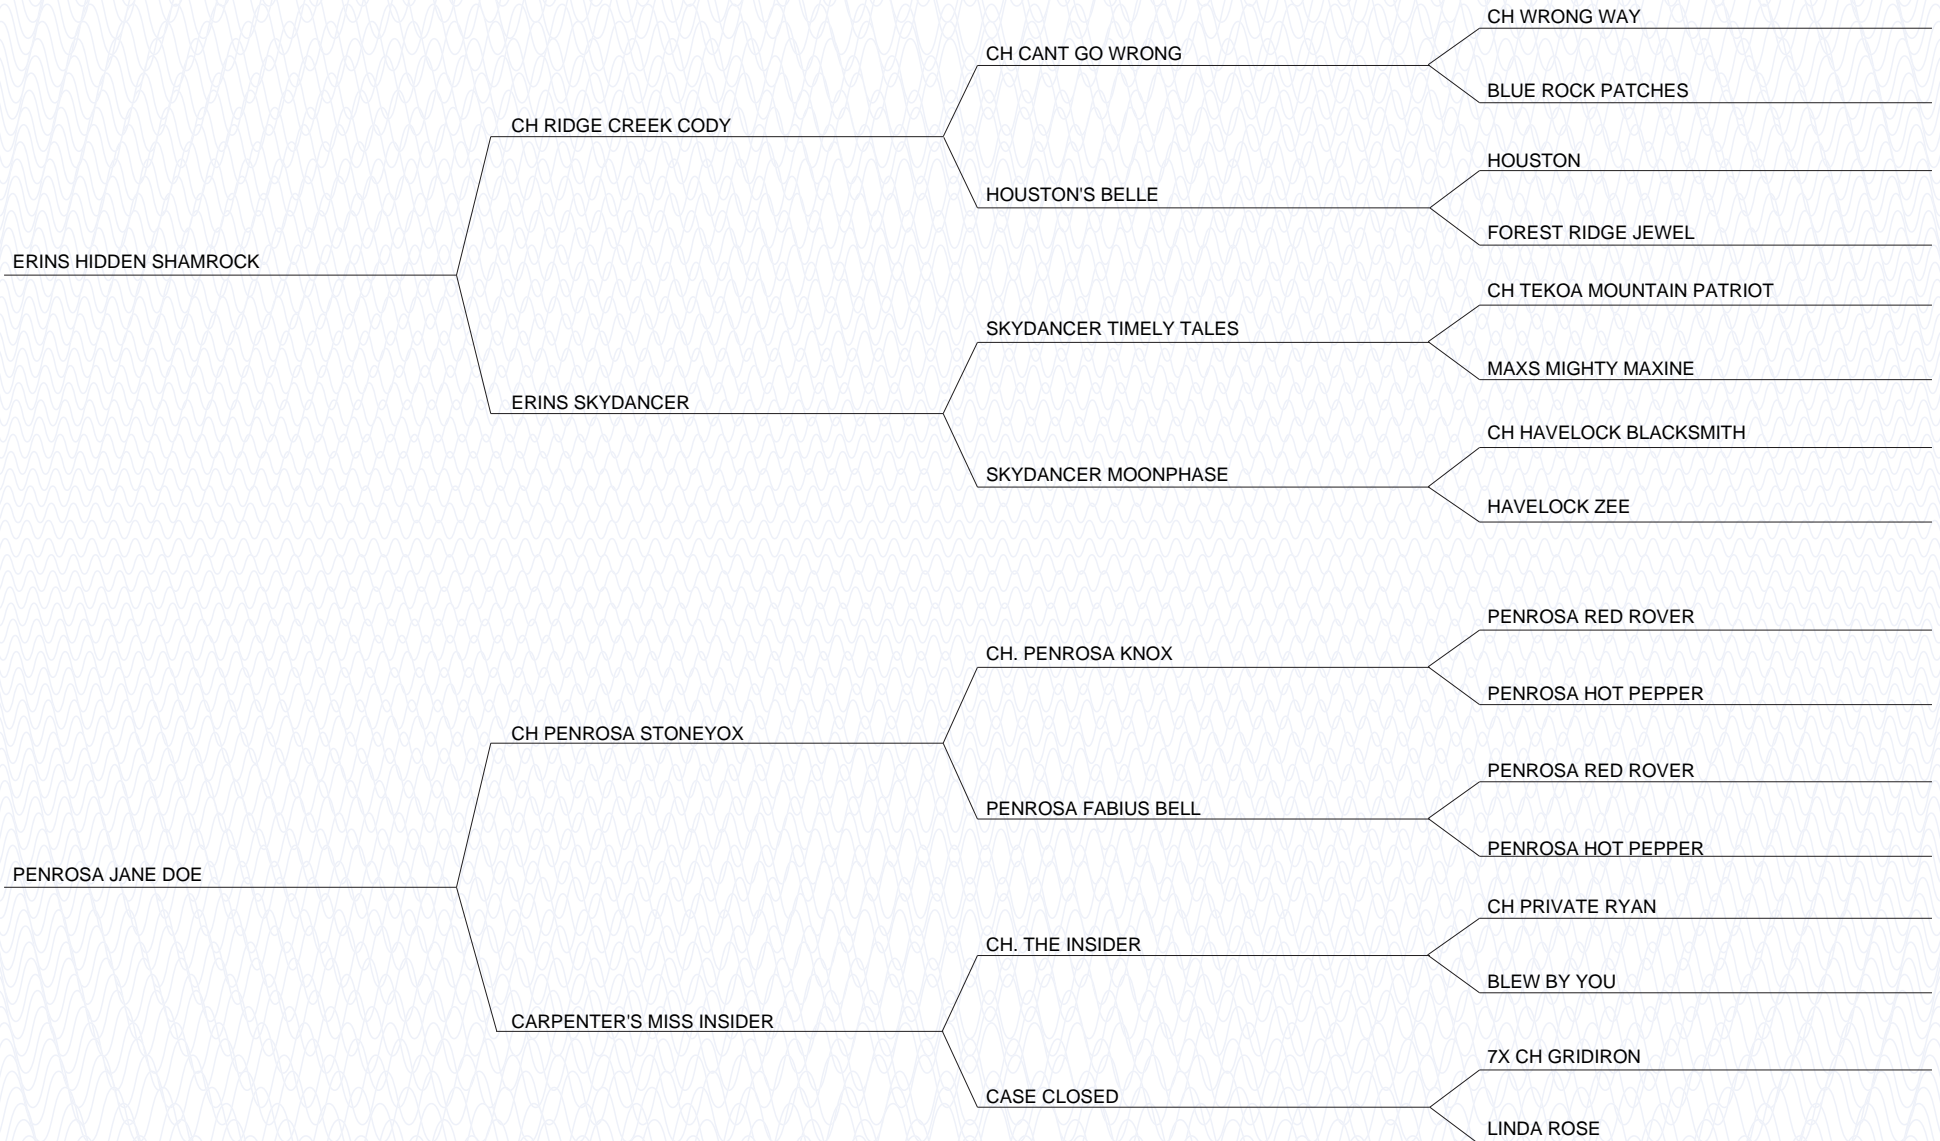 CH WRONG WAY
CH CANT GO WRONG
BLUE ROCK PATCHES
CH RIDGE CREEK CODY
HOUSTON
HOUSTON'S BELLE
FOREST RIDGE JEWEL
ERINS HIDDEN SHAMROCK
CH TEKOA MOUNTAIN PATRIOT
SKYDANCER TIMELY TALES
MAXS MIGHTY MAXINE
ERINS SKYDANCER
CH HAVELOCK BLACKSMITH
SKYDANCER MOONPHASE
HAVELOCK ZEE
PENROSA RED ROVER
CH. PENROSA KNOX
PENROSA HOT PEPPER
CH PENROSA STONEYOX
PENROSA RED ROVER
PENROSA FABIUS BELL
PENROSA HOT PEPPER
PENROSA JANE DOE
CH PRIVATE RYAN
CH. THE INSIDER
BLEW BY YOU
CARPENTER'S MISS INSIDER
7X CH GRIDIRON
CASE CLOSED
LINDA ROSE